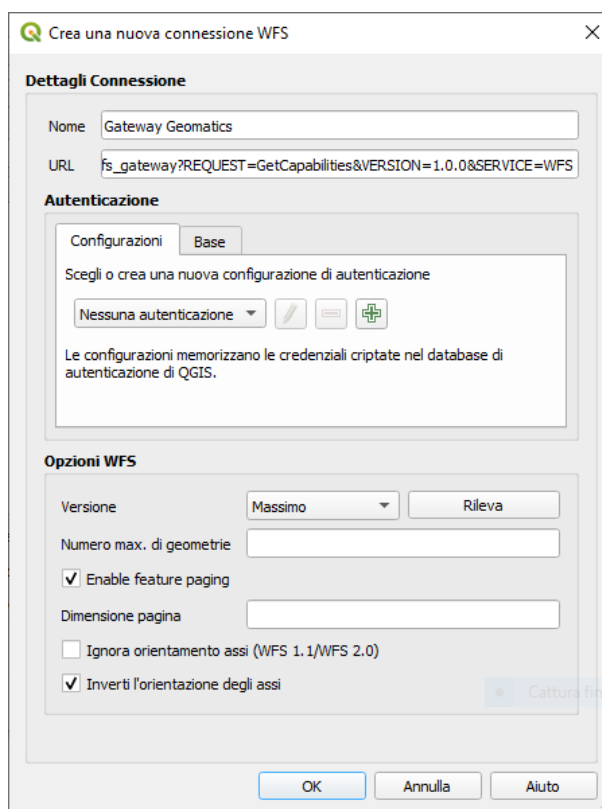 Crea una nuova connessione WFS
Dettagli Connessione
Nome Gateway Geomatics
URL fs_gateway?REQUEST=GetCapabilities&VERSION=1.0.0&SERVICE=WFS
Autenticazione
Configurazioni Base
Scegli o crea una nuova configurazione di autenticazione
Nessuna autenticazione
Le configurazioni memorizzano le credenziali criptate nel database di
autenticazione di QGIS.
Opzioni WFS
Versione Massimo Rileva
Numero max. di geometrie
Enable feature paging
Dimensione pagina
Ignora orientamento assi (WFS 1.1/WFS 2.0)
Inverti l'orientazione degli assi
Cattura fin
OK Annulla Aiuto